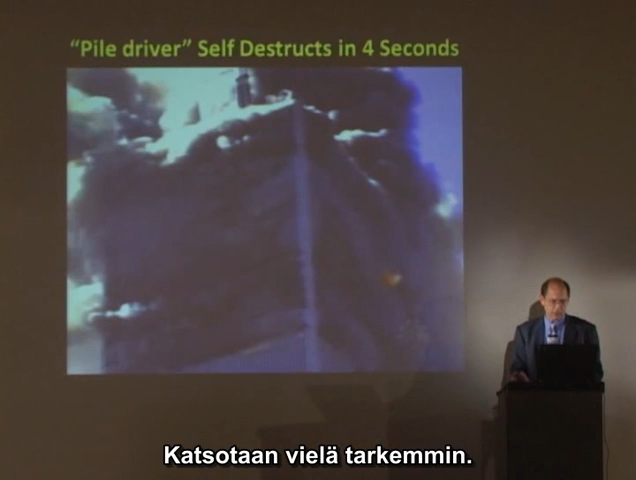 "Pile driver" Self Destructs in 4 Seconds
Katsotaan vielä tarkemmin.